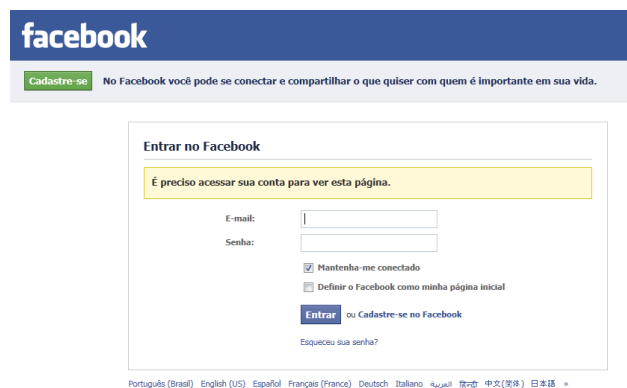 facebook
Cadastre-se No Facebook você pode se conectar e compartilhar o que quiser com quem é importante em sua vida.
Entrar no Facebook
É preciso acessar sua conta para ver esta página.
E-mail:
Senha:
Mantenha-me conectado
Definir o Facebook como minha página inicial
Entrar ou Cadastre-se no Facebook
Esqueceu sua senha?
Português (Brasil) English (US) Español Français (France) Deutsch Italiano العربية हिन्दी 中文(简体) 日本語 »